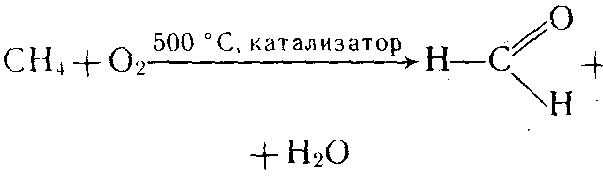 CH₄ + O₂ 500 °C, катализатор → H—C(=O)—H +
+ H₂O